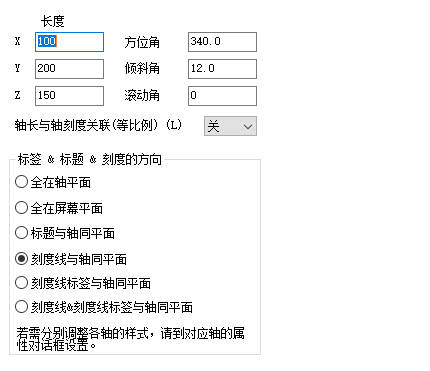 长度
X 100 方位角 340.0
Y 200 倾斜角 12.0
Z 150 滚动角 0
轴长与轴刻度关联(等比例)(L) 关
标签 & 标题 & 刻度的方向
全在轴平面
全在屏幕平面
标题与轴同平面
刻度线与轴同平面
刻度线标签与轴同平面
刻度线&刻度线标签与轴同平面
若需分别调整各轴的样式，请到对应轴的属
性对话框设置。